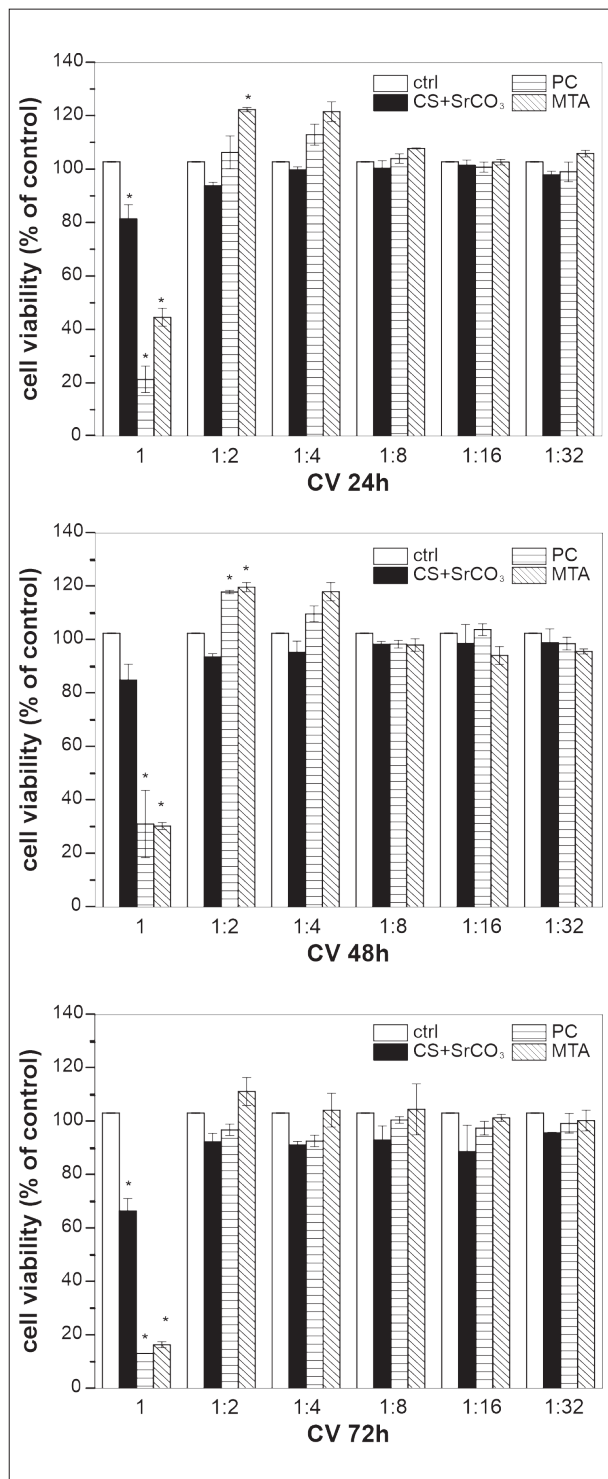 140
120
100
80
60
40
20
0
cell viability (% of control)
ctrl PC
CS+SrCO₃ MTA
*
*
*
*
1 1:2 1:4 1:8 1:16 1:32
CV 24h
140
120
100
80
60
40
20
0
cell viability (% of control)
ctrl PC
CS+SrCO₃ MTA
* *
* *
1 1:2 1:4 1:8 1:16 1:32
CV 48h
140
120
100
80
60
40
20
0
cell viability (% of control)
ctrl PC
CS+SrCO₃ MTA
*
* *
1 1:2 1:4 1:8 1:16 1:32
CV 72h